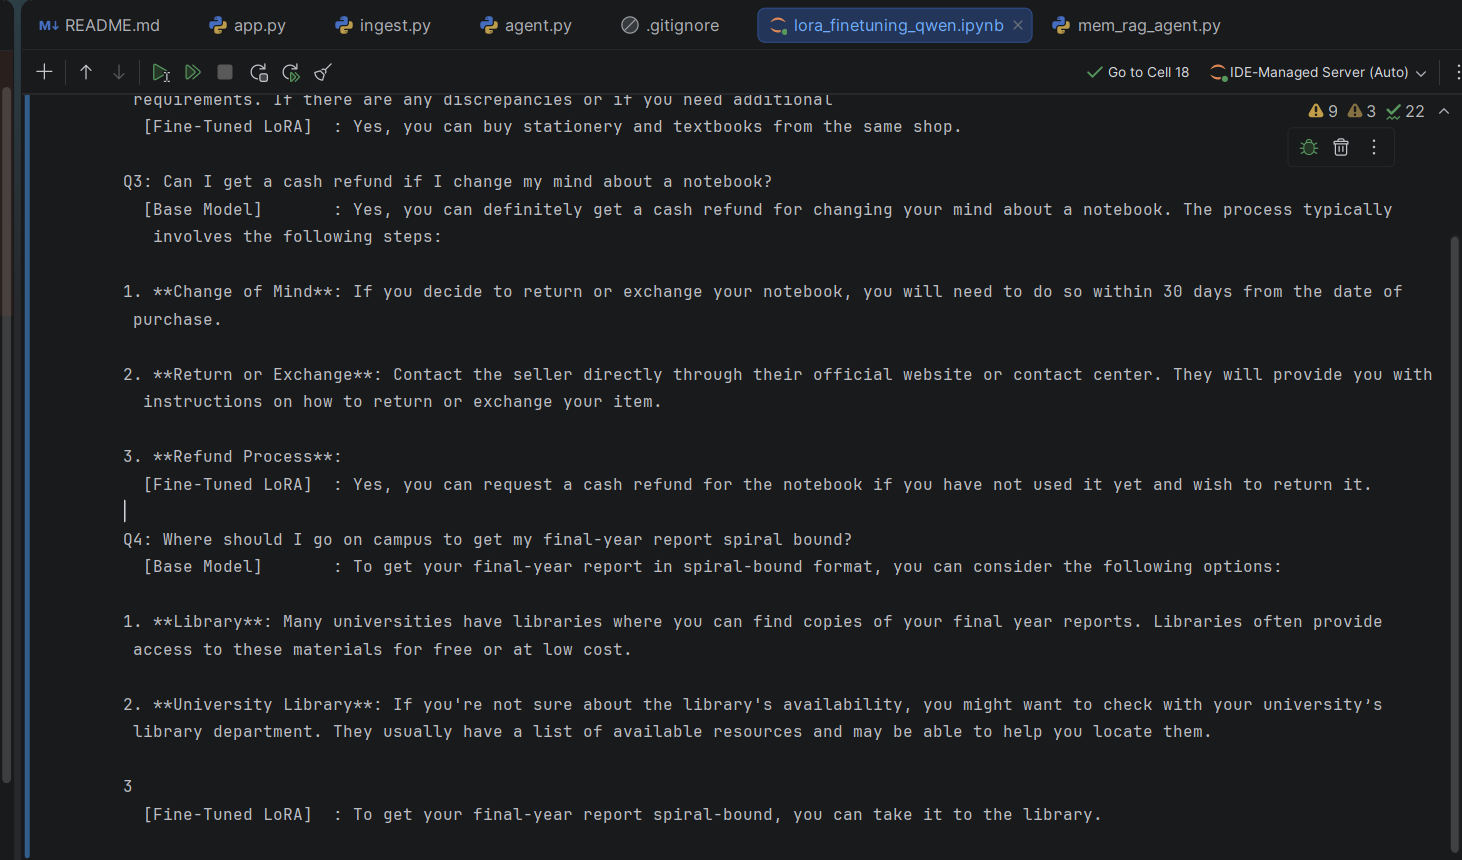 README.md
app.py
ingest.py
agent.py
.gitignore
lora_finetuning_qwen.ipynb
mem_rag_agent.py
Go to Cell 18
IDE-Managed Server (Auto)
9
3
22
requirements. If there are any discrepancies or if you need additional
[Fine-Tuned LoRA]  : Yes, you can buy stationery and textbooks from the same shop.
Q3: Can I get a cash refund if I change my mind about a notebook?
[Base Model]       : Yes, you can definitely get a cash refund for changing your mind about a notebook. The process typically
involves the following steps:
1. **Change of Mind**: If you decide to return or exchange your notebook, you will need to do so within 30 days from the date of
purchase.
2. **Return or Exchange**: Contact the seller directly through their official website or contact center. They will provide you with
instructions on how to return or exchange your item.
3. **Refund Process**:
[Fine-Tuned LoRA]  : Yes, you can request a cash refund for the notebook if you have not used it yet and wish to return it.
Q4: Where should I go on campus to get my final-year report spiral bound?
[Base Model]       : To get your final-year report in spiral-bound format, you can consider the following options:
1. **Library**: Many universities have libraries where you can find copies of your final year reports. Libraries often provide
access to these materials for free or at low cost.
2. **University Library**: If you're not sure about the library's availability, you might want to check with your university’s
library department. They usually have a list of available resources and may be able to help you locate them.
3
[Fine-Tuned LoRA]  : To get your final-year report spiral-bound, you can take it to the library.